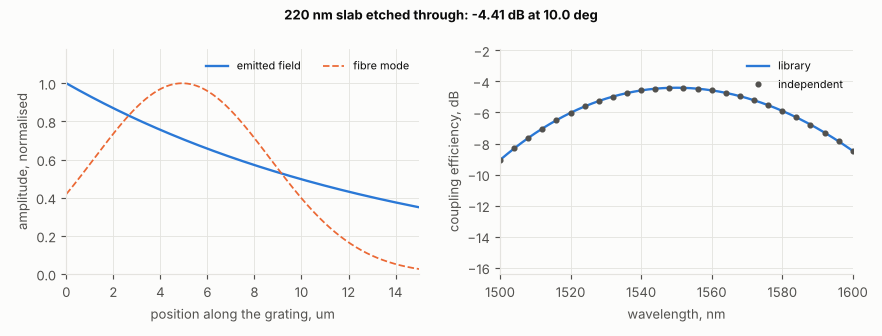 220 nm slab etched through: -4.41 dB at 10.0 deg
amplitude, normalised
1.0
0.8
0.6
0.4
0.2
0.0
0 2 4 6 8 10 12 14
position along the grating, um
emitted field
fibre mode
coupling efficiency, dB
−2
−4
−6
−8
−10
−12
−14
−16
1500 1520 1540 1560 1580 1600
wavelength, nm
library
independent